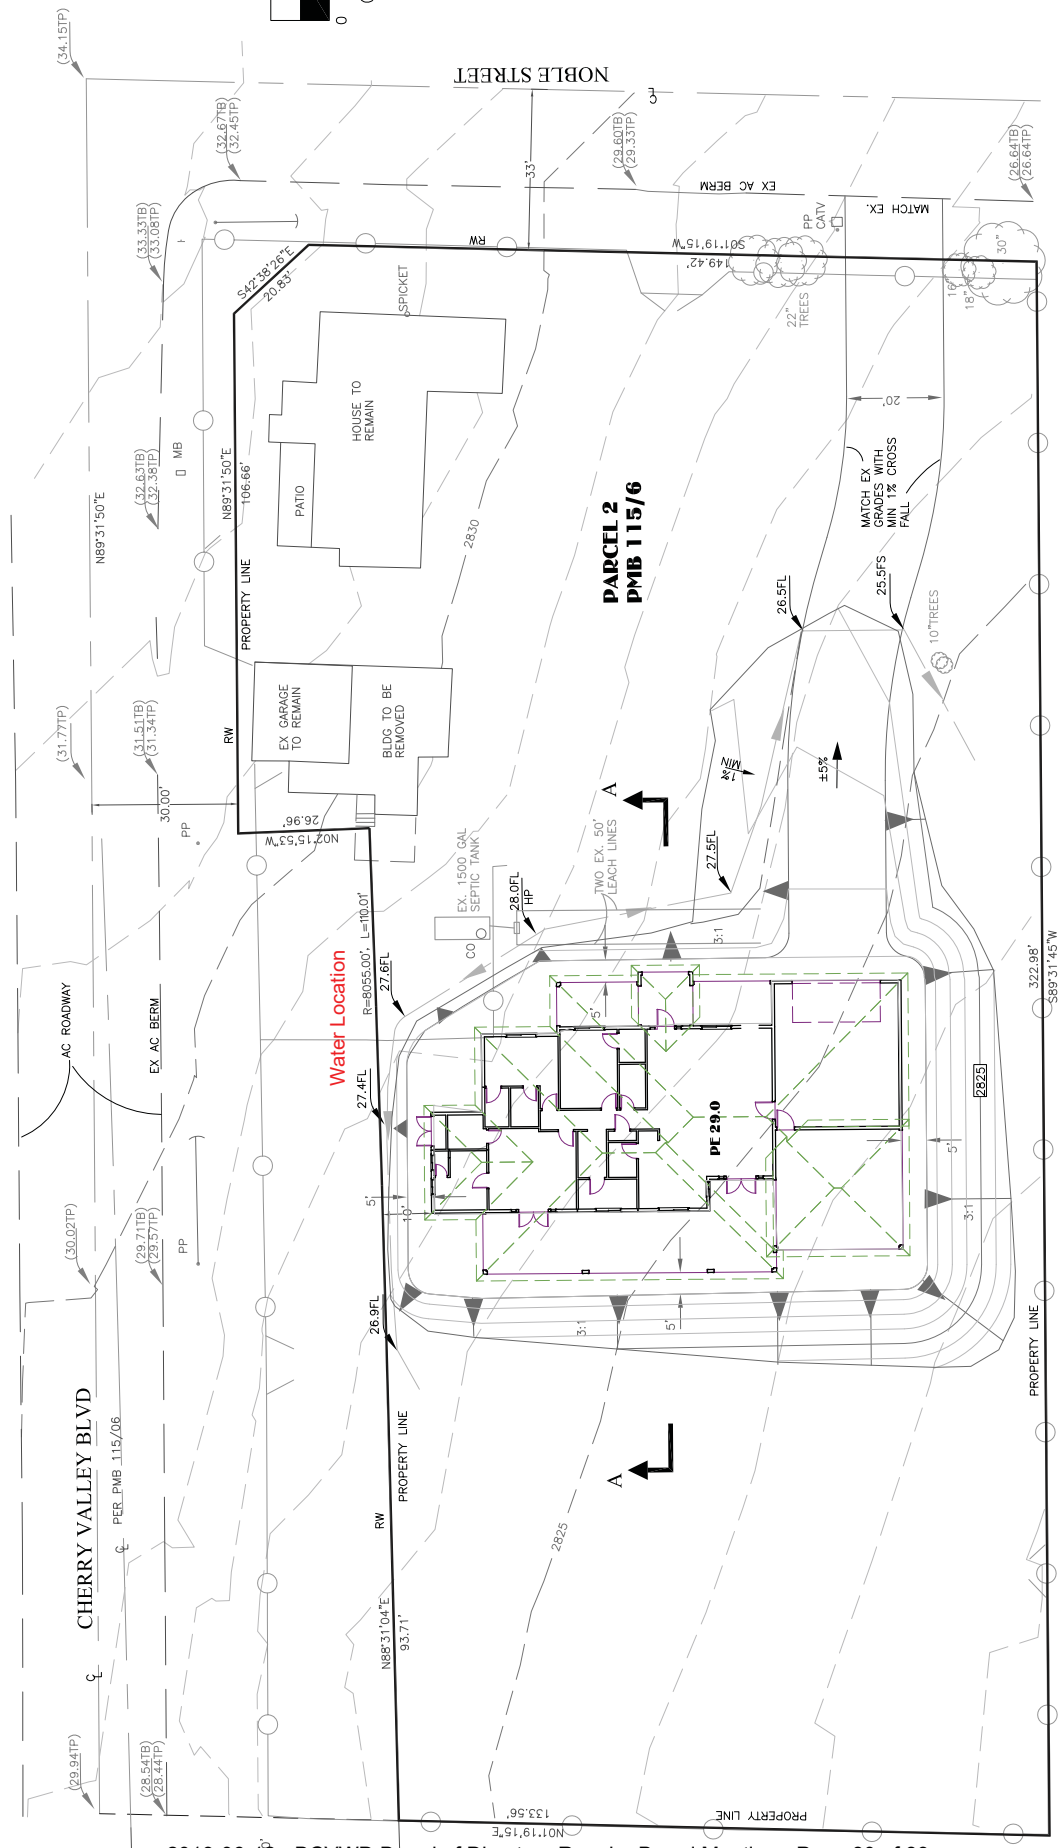 0
(34.15TP)
NOBLE STREET
℄
(32.67TB)
(32.45TP)
33'
(29.60TB)
(29.33TP)
(26.64TB)
(26.64TP)
EX AC BERM
MATCH EX.
(33.33TB)
(33.08TP)
S42°38'26"E
20.83'
RW
S01°19'15"W
149.42'
PP
CATV
SPICKET
22"
TREES
16"
18"
30"
N89°31'50"E
(32.63TB)
(32.38TP)
MB
N89°31'50"E
106.66'
PROPERTY LINE
HOUSE TO
REMAIN
PATIO
2830
PARCEL 2
PMB 115/6
20'
MATCH EX
GRADES WITH
MIN 1% CROSS
FALL
26.5FL
25.5FS
10"TREES
(31.77TP)
(31.51TB)
(31.34TP)
30.00'
PP
RW
EX GARAGE
TO REMAIN
BLDG TO BE
REMOVED
26.96'
N02°15'53"W
A
1%
MIN
±5%
EX. 1500 GAL
SEPTIC TANK
TWO EX. 50'
LEACH LINES
27.5FL
28.0FL
HP
CO
3:1
AC ROADWAY
EX AC BERM
Water Location
R=8055.00', L=110.01'
27.6FL
27.4FL
5'
PE 29.0
322.98'
S89°31'45"W
2825
5'
3:1
(30.02TP)
(29.71TB)
(29.57TP)
PP
5'
10'
26.9FL
3:1
5'
PROPERTY LINE
CHERRY VALLEY BLVD
PER PMB 115/06
℄
PROPERTY LINE
RW
A
2825
N88°31'04"E
93.71'
℄
(29.94TP)
(28.54TB)
(28.44TP)
133.56'
N01°19'15"E
PROPERTY LINE